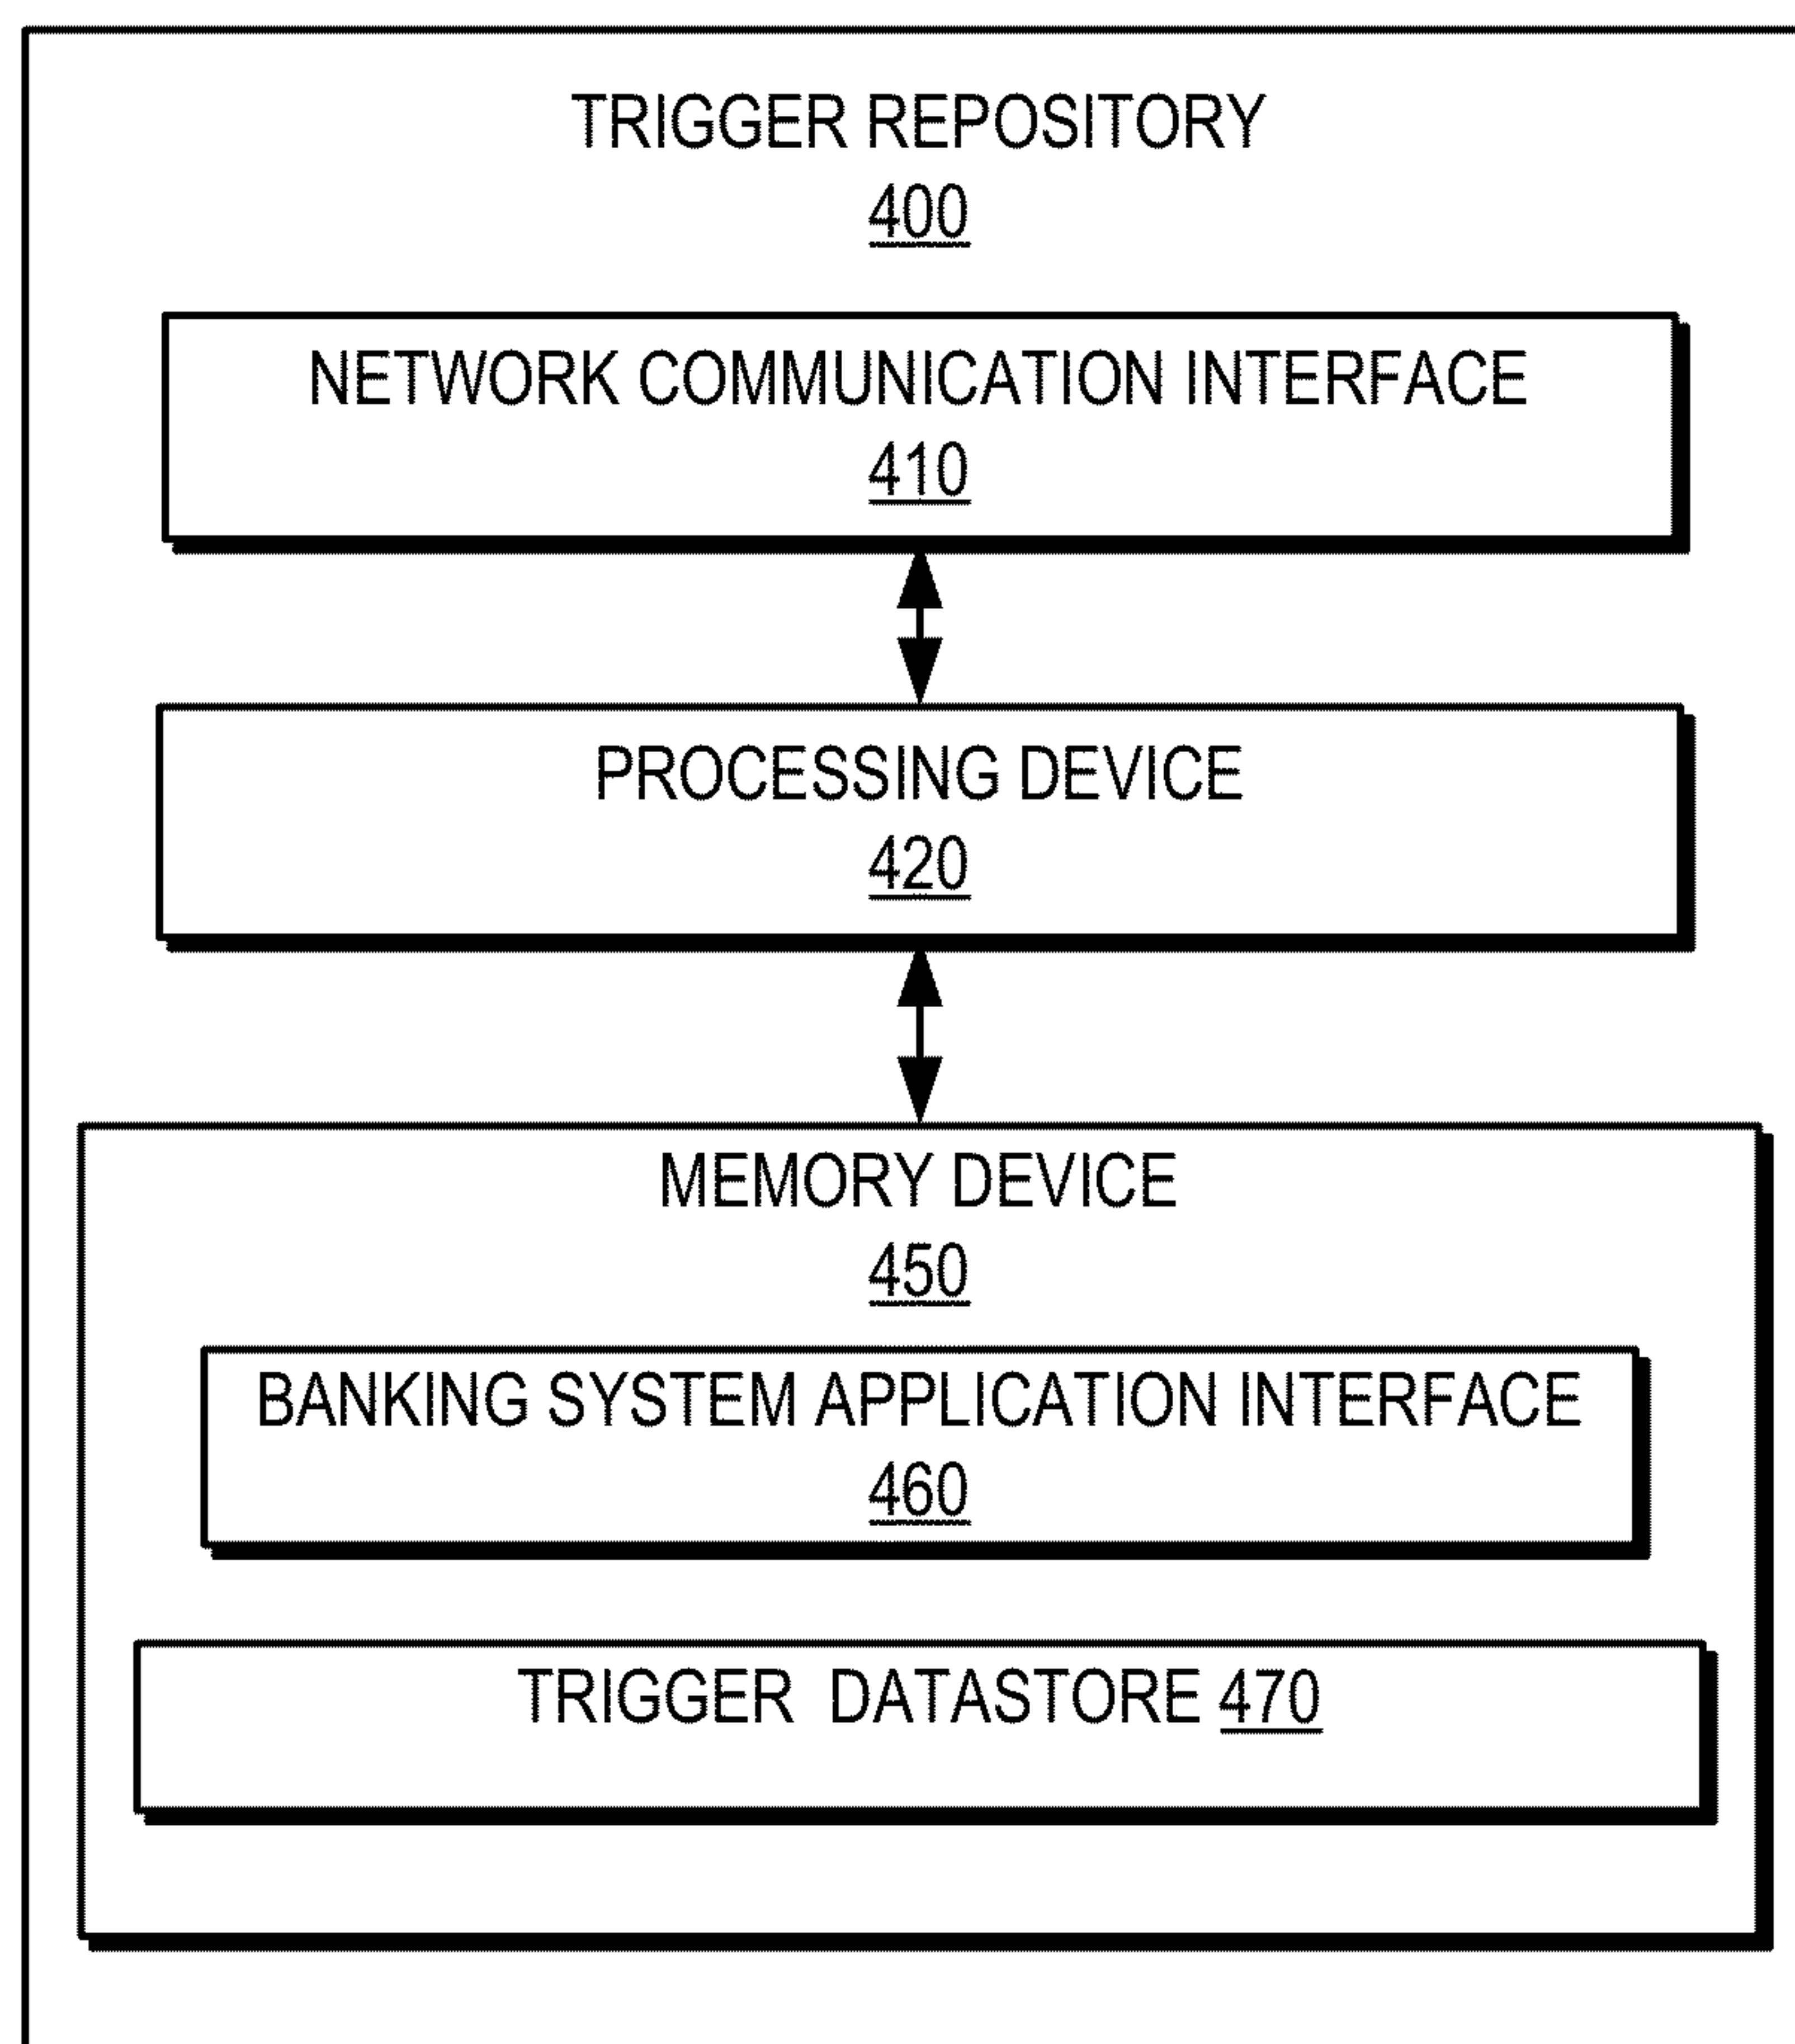 TRIGGER REPOSITORY
400
NETWORK COMMUNICATION INTERFACE
410
PROCESSING DEVICE
420
MEMORY DEVICE
450
BANKING SYSTEM APPLICATION INTERFACE
460
TRIGGER DATASTORE 470